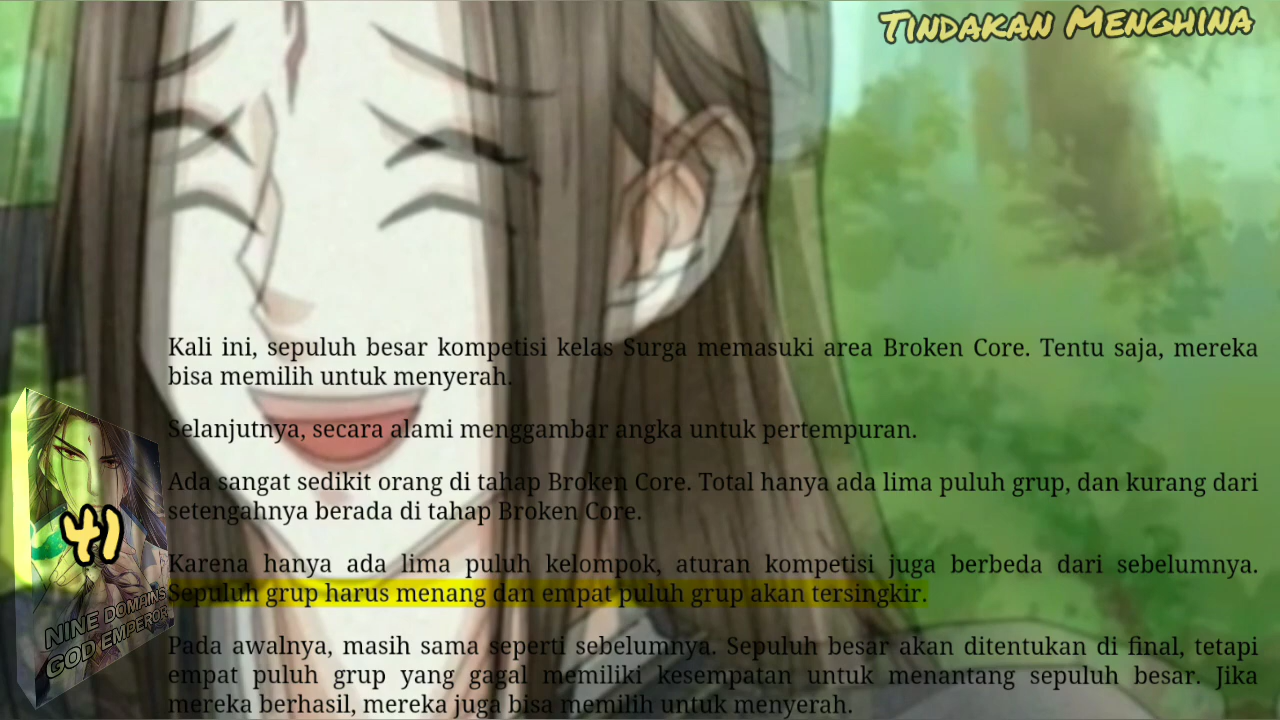 Tindakan Menghina
Kali ini, sepuluh besar kompetisi kelas Surga memasuki area Broken Core. Tentu saja, mereka
bisa memilih untuk menyerah.
Selanjutnya, secara alami menggambar angka untuk pertempuran.
Ada sangat sedikit orang di tahap Broken Core. Total hanya ada lima puluh grup, dan kurang dari
setengahnya berada di tahap Broken Core.
Karena hanya ada lima puluh kelompok, aturan kompetisi juga berbeda dari sebelumnya.
Sepuluh grup harus menang dan empat puluh grup akan tersingkir.
Pada awalnya, masih sama seperti sebelumnya. Sepuluh besar akan ditentukan di final, tetapi
empat puluh grup yang gagal memiliki kesempatan untuk menantang sepuluh besar. Jika
mereka berhasil, mereka juga bisa memilih untuk menyerah.
41
NINE DOMAINS
GOD EMPEROR